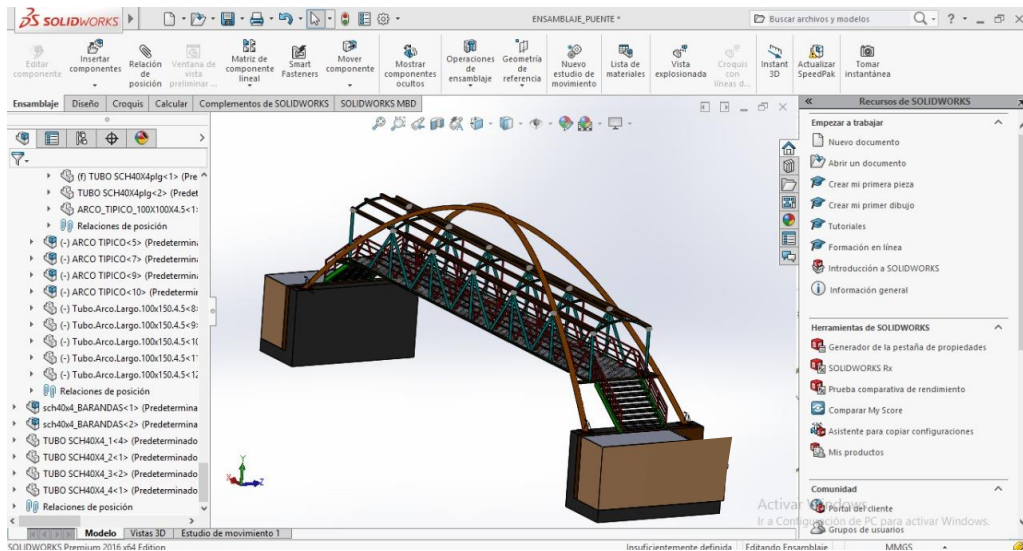 SOLIDWORKS
ENSAMBLAJE_PUENTE *
Buscar archivos y modelos
Editar componente
Insertar componentes
Relación de posición
Ventana de vista preliminar ...
Matriz de componente lineal
Smart Fasteners
Mover componente
Mostrar componentes ocultos
Operaciones de ensamblaje
Geometría de referencia
Nuevo estudio de movimiento
Lista de materiales
Vista explosionada
Croquis con líneas d...
Instant 3D
Actualizar SpeedPak
Tomar instantánea
Ensamblaje Diseño Croquis Calcular Complementos de SOLIDWORKS SOLIDWORKS MBD
(f) TUBO SCH40X4plg<1> (Pre
TUBO SCH40X4plg<2> (Predet
ARCO_TIPICO_100X100X4.5<1>
Relaciones de posición
(-) ARCO TIPICO<5> (Predetermin
(-) ARCO TIPICO<7> (Predetermin
(-) ARCO TIPICO<9> (Predetermin
(-) ARCO TIPICO<10> (Predetermir
(-) Tubo.Arco.Largo.100x150.4.5<8
(-) Tubo.Arco.Largo.100x150.4.5<9
(-) Tubo.Arco.Largo.100x150.4.5<1(
(-) Tubo.Arco.Largo.100x150.4.5<1
(-) Tubo.Arco.Largo.100x150.4.5<12
Relaciones de posición
sch40x4_BARANDAS<1> (Predetermina
sch40x4_BARANDAS<2> (Predetermina
TUBO SCH40X4_1<4> (Predeterminado
TUBO SCH40X4_2<1> (Predeterminado
TUBO SCH40X4_3<2> (Predeterminado
TUBO SCH40X4_4<1> (Predeterminado
Relaciones de posición
Y
X
Z
Recursos de SOLIDWORKS
Empezar a trabajar
Nuevo documento
Abrir un documento
Crear mi primera pieza
Crear mi primer dibujo
Tutoriales
Formación en línea
Introducción a SOLIDWORKS
Información general
Herramientas de SOLIDWORKS
Generador de la pestaña de propiedades
SOLIDWORKS Rx
Prueba comparativa de rendimiento
Comparar My Score
Asistente para copiar configuraciones
Mis productos
Comunidad
Portal del cliente
Grupos de usuarios
Activar Windows
Ir a Configuración de PC para activar Windows.
Modelo Vistas 3D Estudio de movimiento 1
SOLIDWORKS Premium 2016 x64 Edition
Insuficientemente definida Editando Ensamblaje MMGS